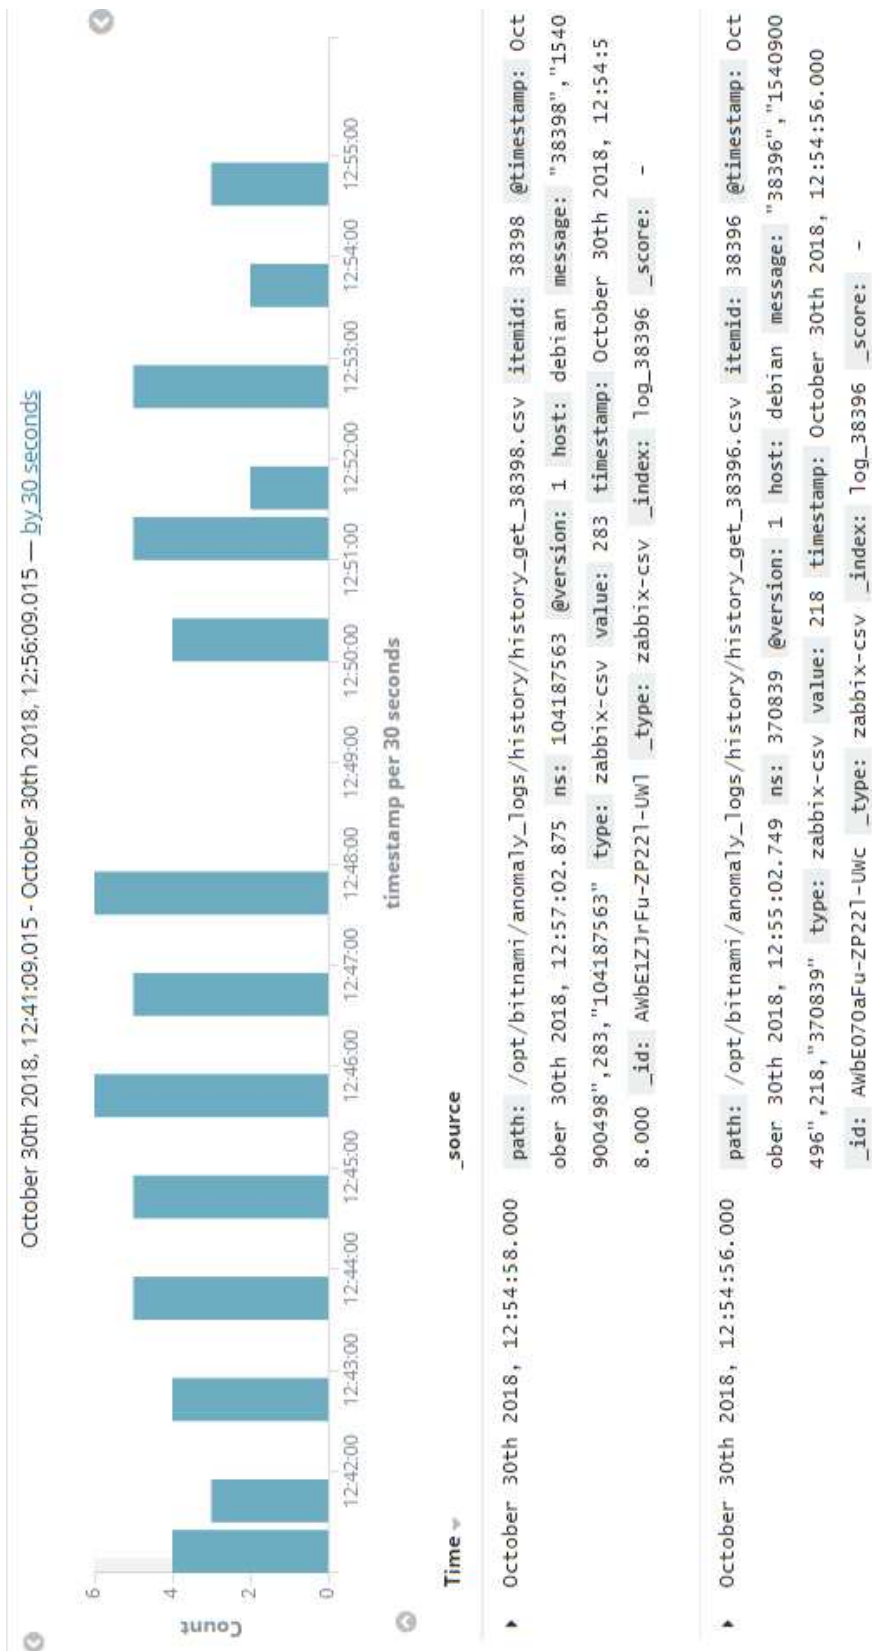 October 30th 2018, 12:41:09.015 - October 30th 2018, 12:56:09.015 — by 30 seconds
Count
6
4
2
0
12:42:00 12:43:00 12:44:00 12:45:00 12:46:00 12:47:00 12:48:00 12:49:00 12:50:00 12:51:00 12:52:00 12:53:00 12:54:00 12:55:00
timestamp per 30 seconds
Time _source
October 30th 2018, 12:54:58.000 path: /opt/bitnami/anomaly_logs/history/history_get_38398.csv itemid: 38398 @timestamp: Oct
ober 30th 2018, 12:57:02.875 ns: 104187563 @version: 1 host: debian message: "38398","1540
900498",283,"104187563" type: zabbix-csv value: 283 timestamp: October 30th 2018, 12:54:5
8.000 _id: AWbE1ZJrFu-ZP22l-UWl _type: zabbix-csv _index: log_38396 _score: -
October 30th 2018, 12:54:56.000 path: /opt/bitnami/anomaly_logs/history/history_get_38396.csv itemid: 38396 @timestamp: Oct
ober 30th 2018, 12:55:02.749 ns: 370839 @version: 1 host: debian message: "38396","1540900
496",218,"370839" type: zabbix-csv value: 218 timestamp: October 30th 2018, 12:54:56.000
_id: AWbE07OaFu-ZP22l-UWc _type: zabbix-csv _index: log_38396 _score: -